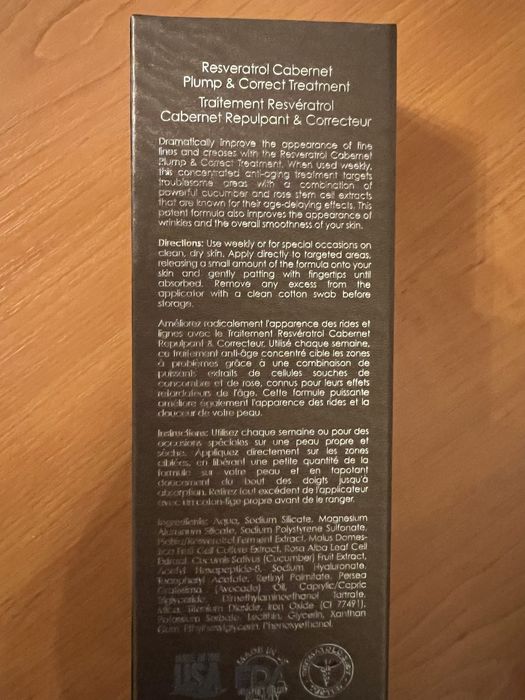 Resveratrol Cabernet
Plump & Correct Treatment
Traitement Resvératrol
Cabernet Repulpant & Correcteur
Dramatically improve the appearance of fine
lines and creases with the Resveratrol Cabernet
Plump & Correct Treatment. When used weekly,
this concentrated anti-aging treatment targets
troublesome areas with a combination of
powerful cucumber and rose stem cell extracts
that are known for their age-delaying effects. This
potent formula also improves the appearance of
wrinkles and the overall smoothness of your skin.
Directions: Use weekly or for special occasions on
clean, dry skin. Apply directly to targeted areas,
releasing a small amount of the formula onto your
skin and gently patting with fingertips until
absorbed. Remove any excess from the
applicator with a clean cotton swab before
storage.
Améliorez radicalement l'apparence des rides et
lignes avec le Traitement Resvératrol Cabernet
Repulpant & Correcteur. Utilisé chaque semaine,
ce traitement anti-âge concentré cible les zones
à problèmes grâce à une combinaison de
puissants extraits de cellules souches de
concombre et de rose, connus pour leurs effets
retardateurs de l'âge. Cette formule puissante
améliore également l'apparence des rides et la
douceur de votre peau.
Instructions: Utilisez chaque semaine ou pour des
occasions spéciales sur une peau propre et
sèche. Appliquez directement sur les zones
ciblées, en libérant une petite quantité de la
formule sur votre peau et en tapotant
doucement du bout des doigts jusqu'à
absorption. Retirez tout excédent de l'applicateur
avec un coton-tige propre avant de le ranger.
Ingredients: Aqua, Sodium Silicate, Magnesium
Aluminum Silicate, Sodium Polystyrene Sulfonate,
Ferment Extract, Malus Domes-
Cell Culture Extract, Rosa Alba Leaf Cell
Extract, Cucumis Sativus (Cucumber) Fruit Extract,
Acetyl Hexapeptide-8, Sodium Hyaluronate,
Tocopheryl Acetate, Retinyl Palmitate, Persea
Gratissima (Avocado) Oil, Caprylic/Capric
Triglyceride, Dimethylaminoethanol Tartrate,
Titanium Dioxide, Iron Oxide (CI 77491),
Potassium Sorbate, Lecithin, Glycerin, Xanthan
Gum, Ethylhexylglycerin, Phenoxyethanol.
MADE IN THE
USA
MADE IN
FDA